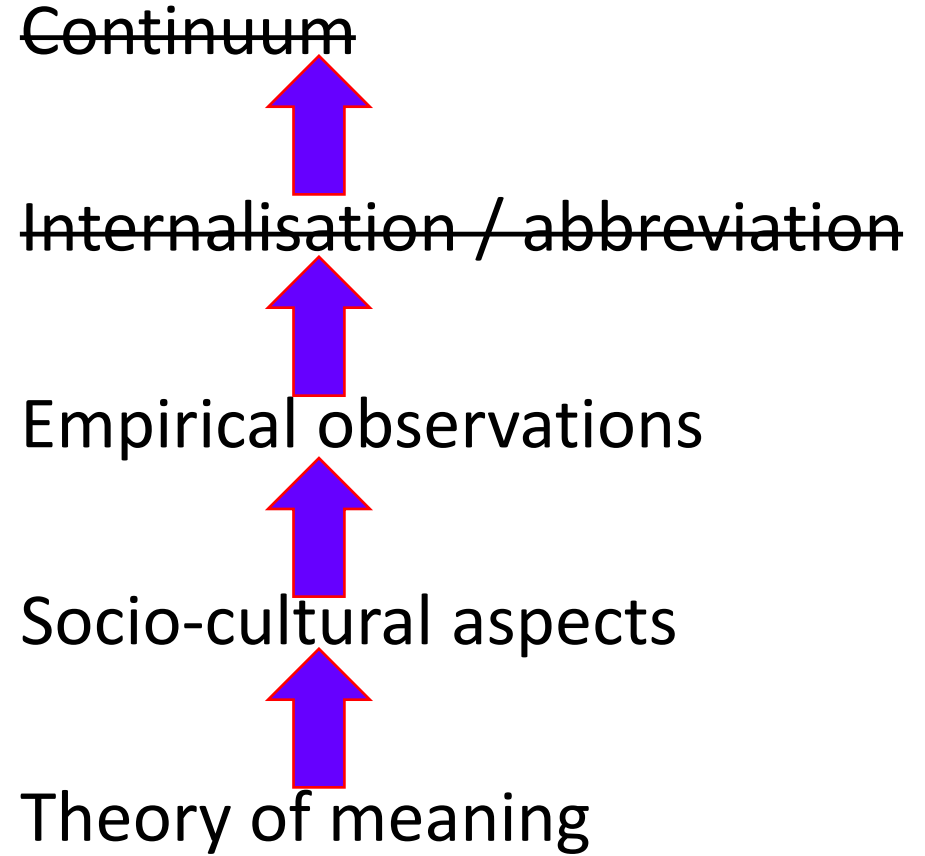 Continuum
Internalisation / abbreviation
Empirical observations
Socio-cultural aspects
Theory of meaning